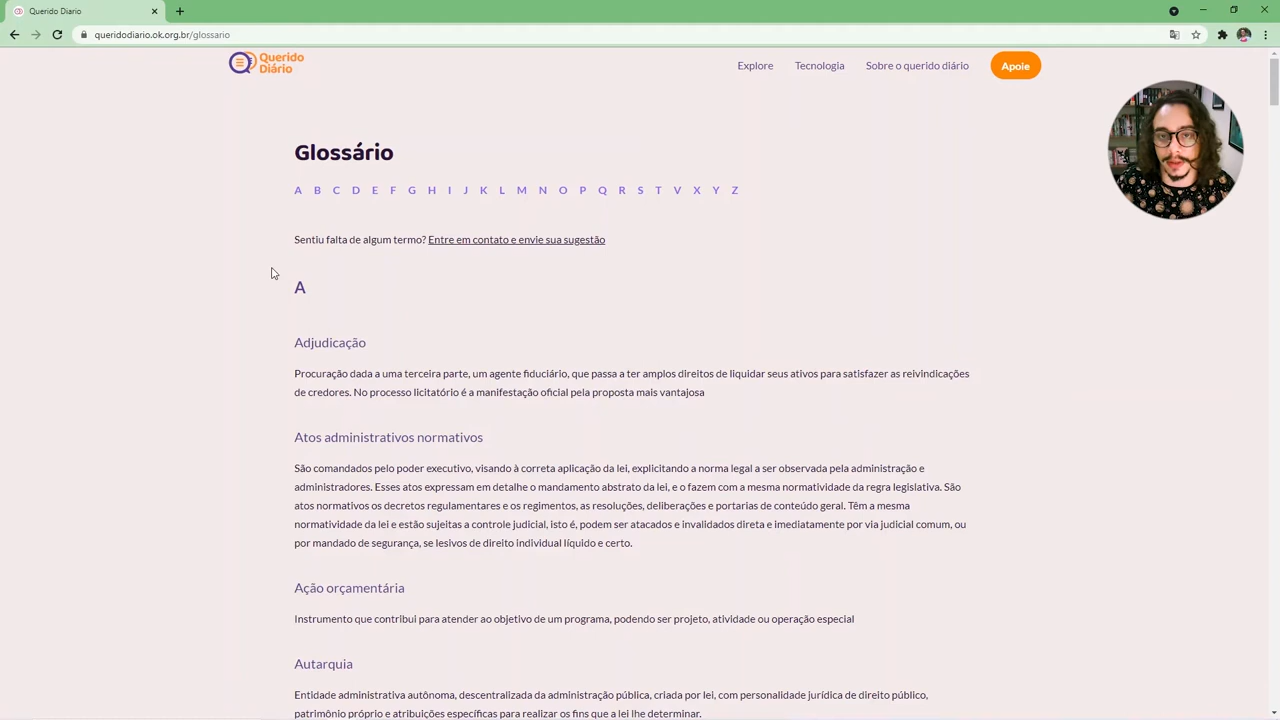 Querido Diario
queridodiario.ok.org.br/glossario
Querido
Diário
Explore
Tecnologia
Sobre o querido diário
Apoie
Glossário
A B C D E F G H I J K L M N O P Q R S T V X Y Z
Sentiu falta de algum termo? Entre em contato e envie sua sugestão
A
Adjudicação
Procuração dada a uma terceira parte, um agente fiduciário, que passa a ter amplos direitos de liquidar seus ativos para satisfazer as reivindicações
de credores. No processo licitatório é a manifestação oficial pela proposta mais vantajosa
Atos administrativos normativos
São comandados pelo poder executivo, visando à correta aplicação da lei, explicitando a norma legal a ser observada pela administração e
administradores. Esses atos expressam em detalhe o mandamento abstrato da lei, e o fazem com a mesma normatividade da regra legislativa. São
atos normativos os decretos regulamentares e os regimentos, as resoluções, deliberações e portarias de conteúdo geral. Têm a mesma
normatividade da lei e estão sujeitas a controle judicial, isto é, podem ser atacados e invalidados direta e imediatamente por via judicial comum, ou
por mandado de segurança, se lesivos de direito individual líquido e certo.
Ação orçamentária
Instrumento que contribui para atender ao objetivo de um programa, podendo ser projeto, atividade ou operação especial
Autarquia
Entidade administrativa autônoma, descentralizada da administração pública, criada por lei, com personalidade jurídica de direito público,
patrimônio próprio e atribuições específicas para realizar os fins que a lei lhe determinar.